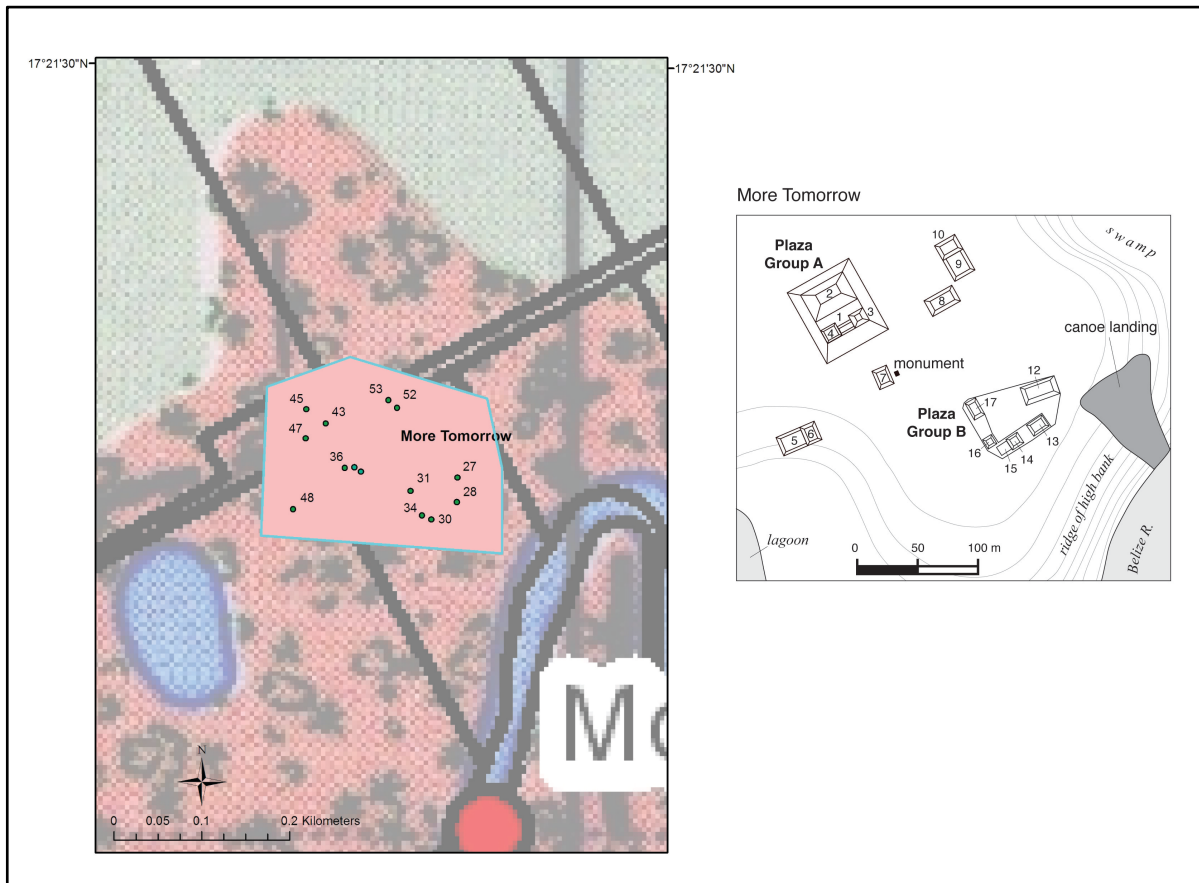 17°21'30"N
17°21'30"N
53
52
45
43
More Tomorrow
47
36
27
31
28
48
34
30
Mo
N
0
0.05
0.1
0.2 Kilometers
More Tomorrow
swamp
10
Plaza
Group A
9
2
8
1
3
4
canoe landing
monument
7
12
17
Plaza
Group B
13
5
6
16
14
15
ridge of high bank
lagoon
0
50
100 m
Belize R.